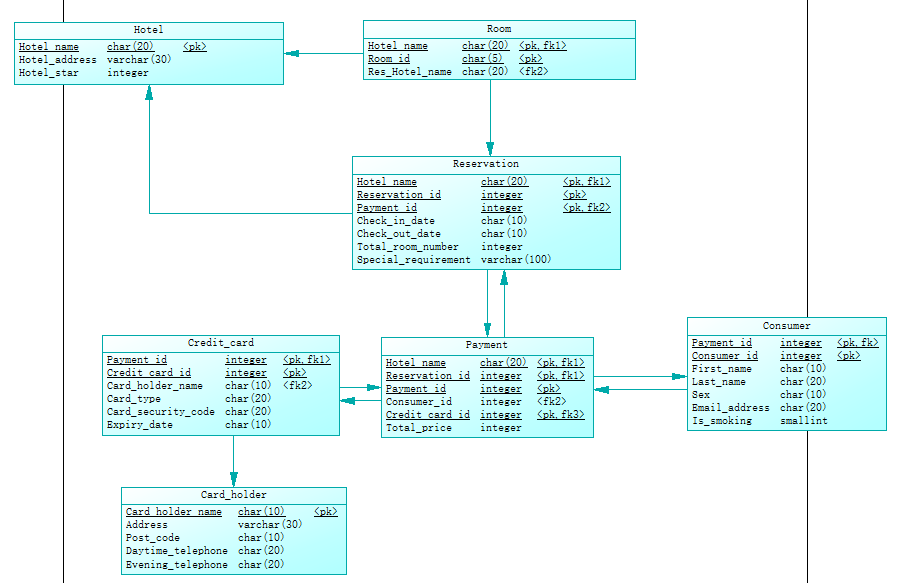 Hotel
Hotel_name char(20) <pk>
Hotel_address varchar(30)
Hotel_star integer
Room
Hotel_name char(20) <pk,fk1>
Room_id char(5) <pk>
Res_Hotel_name char(20) <fk2>
Reservation
Hotel_name char(20) <pk,fk1>
Reservation_id integer <pk>
Payment_id integer <pk,fk2>
Check_in_date char(10)
Check_out_date char(10)
Total_room_number integer
Special_requirement varchar(100)
Credit_card
Payment_id integer <pk,fk1>
Credit_card_id integer <pk>
Card_holder_name char(10) <fk2>
Card_type char(20)
Card_security_code char(20)
Expiry_date char(10)
Payment
Hotel_name char(20) <pk,fk1>
Reservation_id integer <pk,fk1>
Payment_id integer <pk>
Consumer_id integer <fk2>
Credit_card_id integer <pk,fk3>
Total_price integer
Consumer
Payment_id integer <pk,fk>
Consumer_id integer <pk>
First_name char(10)
Last_name char(20)
Sex char(10)
Email_address char(20)
Is_smoking smallint
Card_holder
Card_holder_name char(10) <pk>
Address varchar(30)
Post_code char(10)
Daytime_telephone char(20)
Evening_telephone char(20)